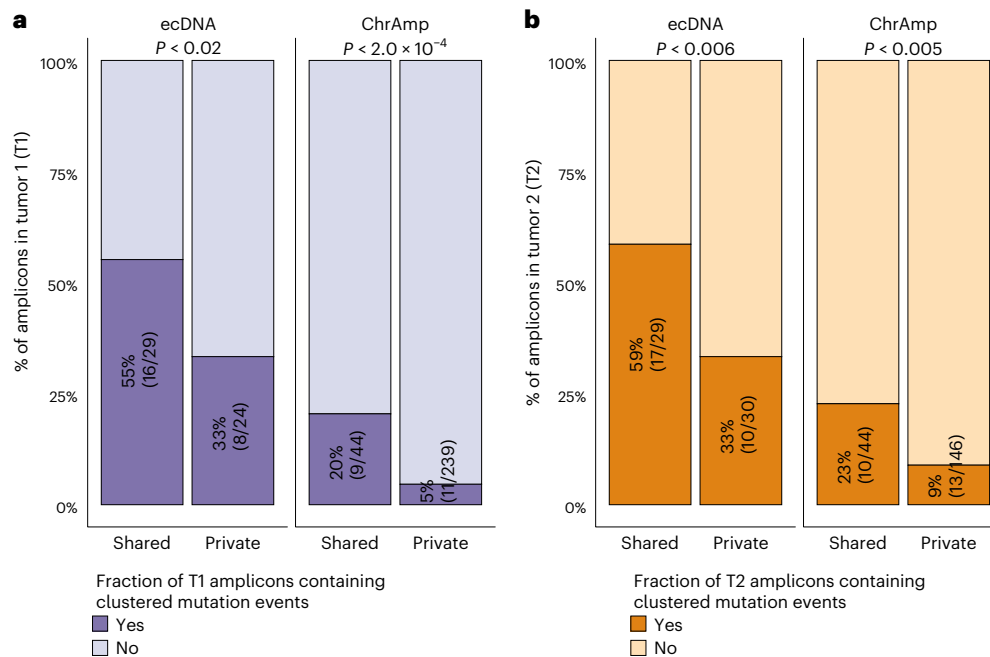 a
ecDNA
P < 0.02
ChrAmp
P < 2.0 × 10⁻⁴
% of amplicons in tumor 1 (T1)
100%
75%
50%
25%
0%
55%
(16/29)
33%
(8/24)
20%
(9/44)
5%
(11/239)
Shared
Private
Shared
Private
Fraction of T1 amplicons containing
clustered mutation events
Yes
No
b
ecDNA
P < 0.006
ChrAmp
P < 0.005
% of amplicons in tumor 2 (T2)
100%
75%
50%
25%
0%
59%
(17/29)
33%
(10/30)
23%
(10/44)
9%
(13/146)
Shared
Private
Shared
Private
Fraction of T2 amplicons containing
clustered mutation events
Yes
No